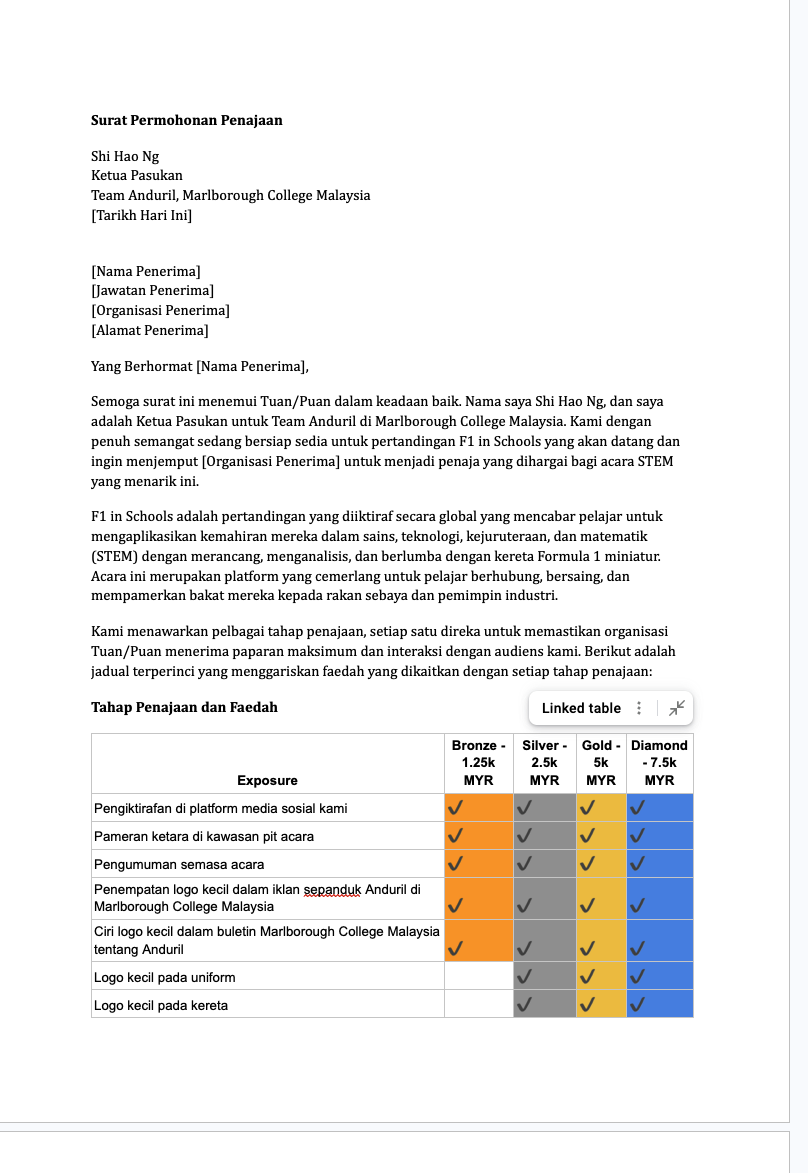 Surat Permohonan Penajaan
Shi Hao Ng
Ketua Pasukan
Team Anduril, Marlborough College Malaysia
[Tarikh Hari Ini]
[Nama Penerima]
[Jawatan Penerima]
[Organisasi Penerima]
[Alamat Penerima]
Yang Berhormat [Nama Penerima],
Semoga surat ini menemui Tuan/Puan dalam keadaan baik. Nama saya Shi Hao Ng, dan saya
adalah Ketua Pasukan untuk Team Anduril di Marlborough College Malaysia. Kami dengan
penuh semangat sedang bersiap sedia untuk pertandingan F1 in Schools yang akan datang dan
ingin menjemput [Organisasi Penerima] untuk menjadi penaja yang dihargai bagi acara STEM
yang menarik ini.
F1 in Schools adalah pertandingan yang diiktiraf secara global yang mencabar pelajar untuk
mengaplikasikan kemahiran mereka dalam sains, teknologi, kejuruteraan, dan matematik
(STEM) dengan merancang, menganalisis, dan berlumba dengan kereta Formula 1 miniatur.
Acara ini merupakan platform yang cemerlang untuk pelajar berhubung, bersaing, dan
mempamerkan bakat mereka kepada rakan sebaya dan pemimpin industri.
Kami menawarkan pelbagai tahap penajaan, setiap satu direka untuk memastikan organisasi
Tuan/Puan menerima paparan maksimum dan interaksi dengan audiens kami. Berikut adalah
jadual terperinci yang menggariskan faedah yang dikaitkan dengan setiap tahap penajaan:
Tahap Penajaan dan Faedah
Linked table
Exposure
Bronze -
1.25k
MYR
Silver -
2.5k
MYR
Gold -
5k
MYR
Diamond
- 7.5k
MYR
Pengiktirafan di platform media sosial kami ✔ ✔ ✔ ✔
Pameran ketara di kawasan pit acara ✔ ✔ ✔ ✔
Pengumuman semasa acara ✔ ✔ ✔ ✔
Penempatan logo kecil dalam iklan sepanduk Anduril di
Marlborough College Malaysia ✔ ✔ ✔ ✔
Ciri logo kecil dalam buletin Marlborough College Malaysia
tentang Anduril ✔ ✔ ✔ ✔
Logo kecil pada uniform ✔ ✔ ✔
Logo kecil pada kereta ✔ ✔ ✔